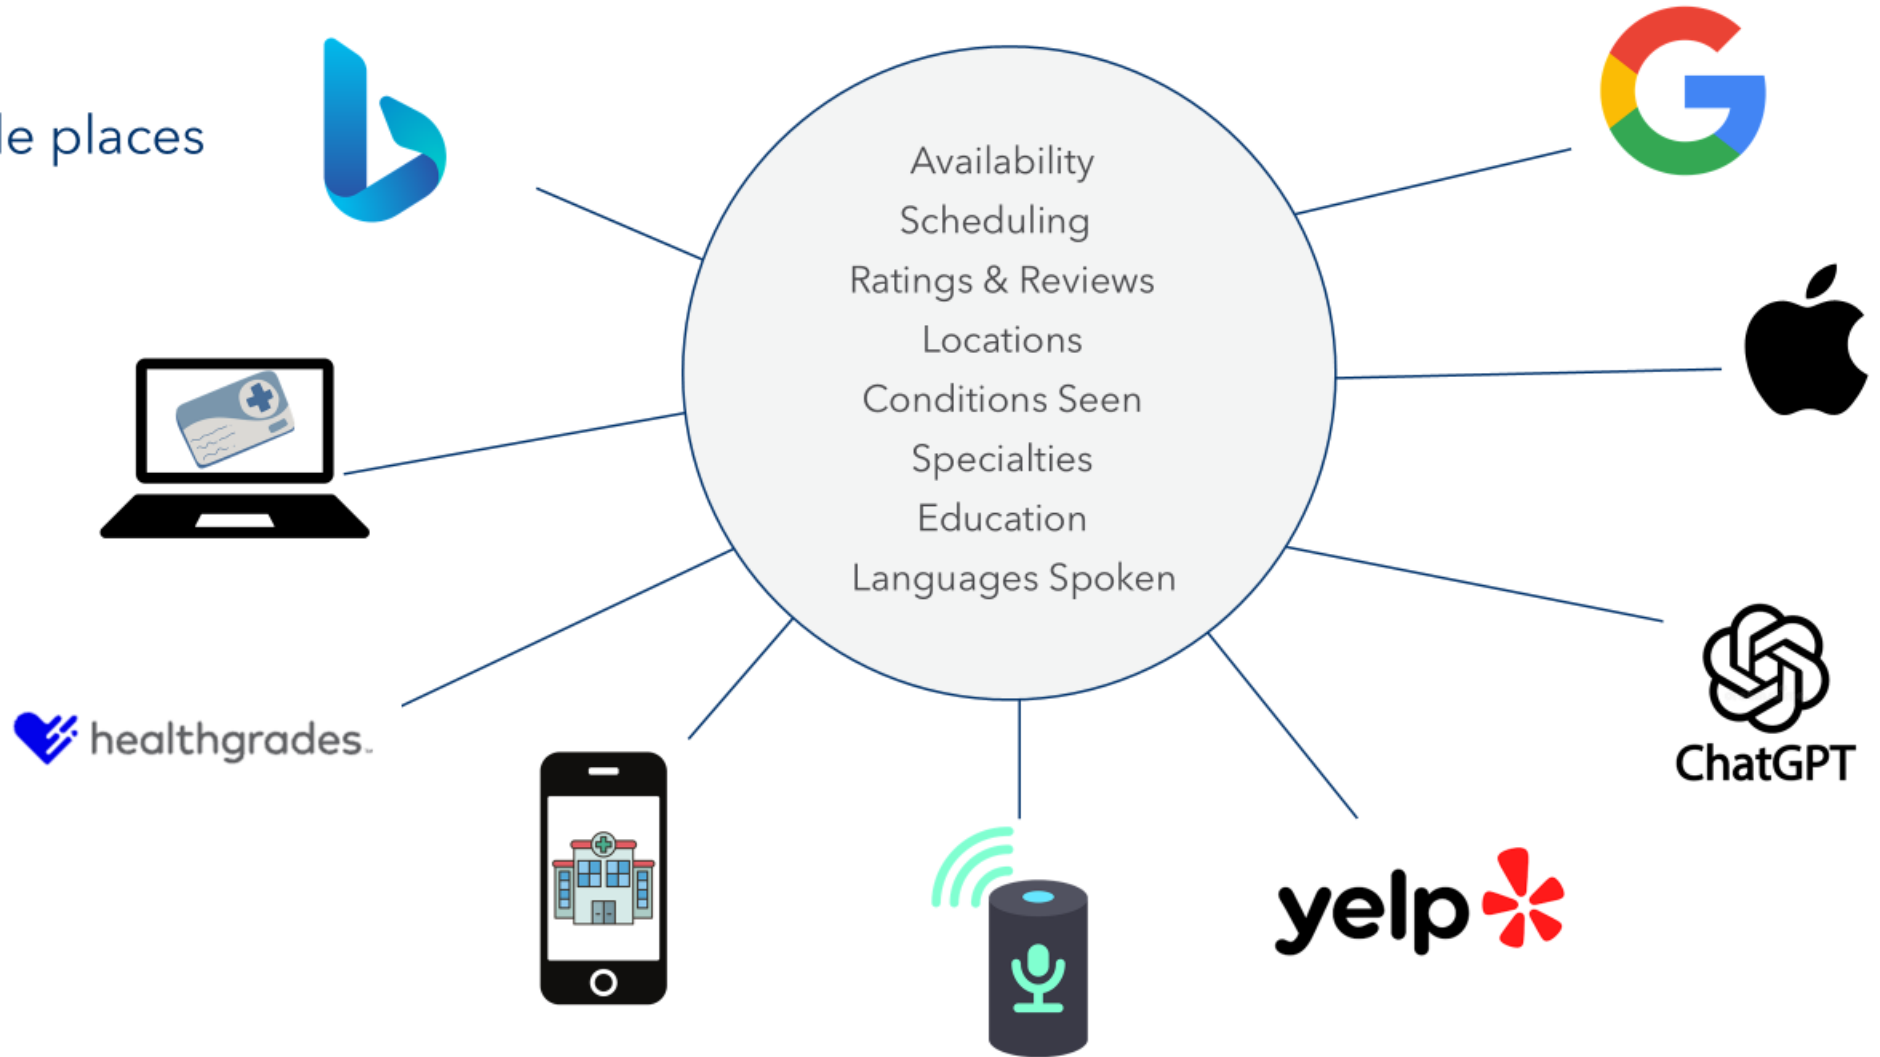 le places
Availability
Scheduling
Ratings & Reviews
Locations
Conditions Seen
Specialties
Education
Languages Spoken
healthgrades
ChatGPT
yelp